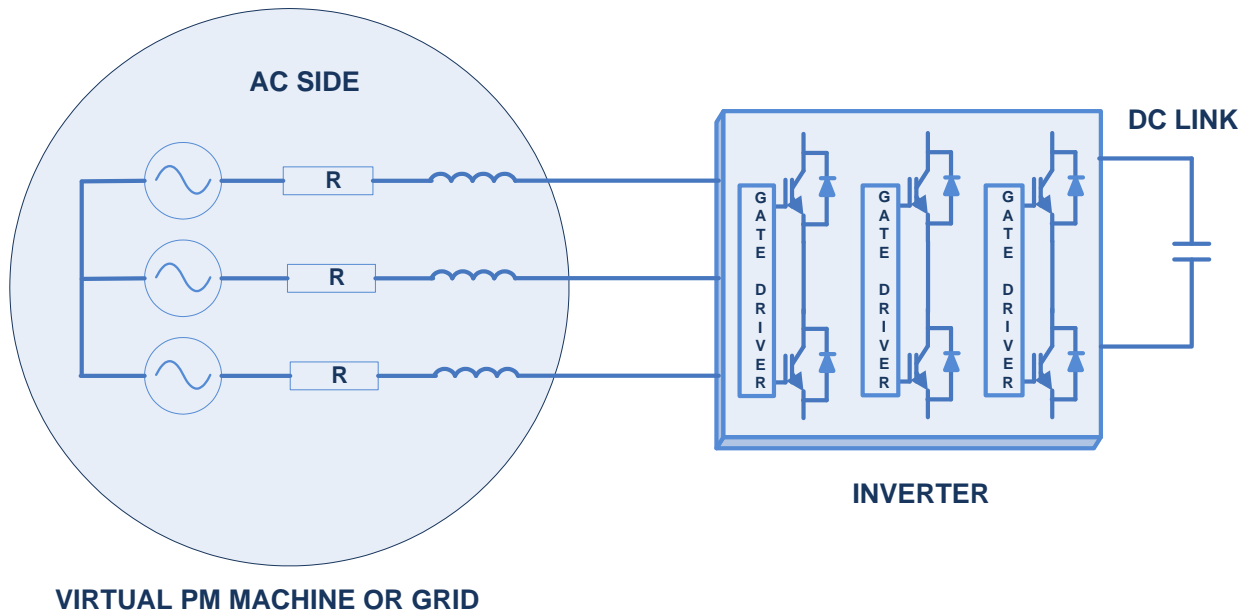 AC SIDE
DC LINK
R
R
R
GATE DRIVER
GATE DRIVER
GATE DRIVER
INVERTER
VIRTUAL PM MACHINE OR GRID